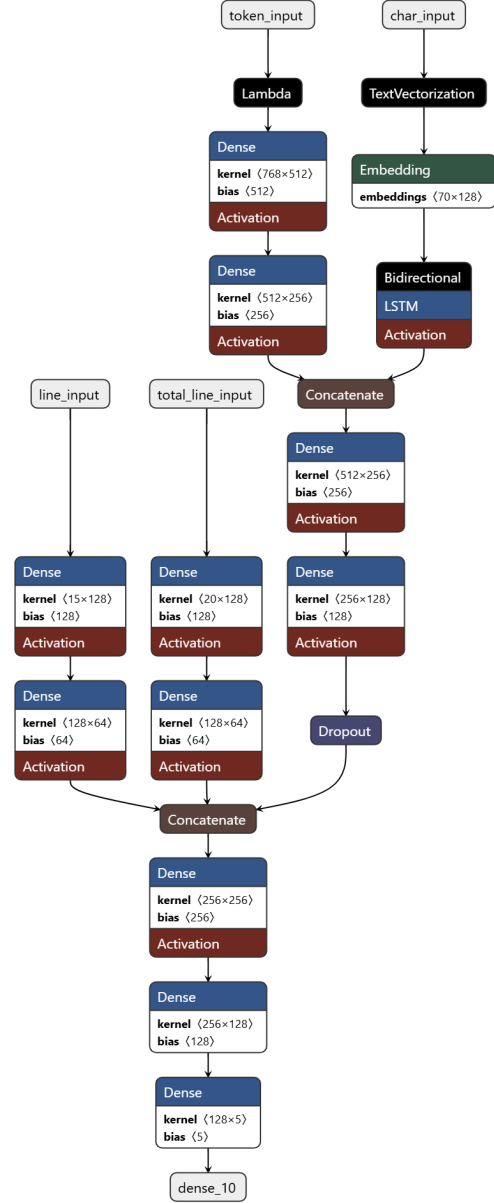 token_input
char_input
Lambda
TextVectorization
Dense
kernel 〈768×512〉
bias 〈512〉
Activation
Embedding
embeddings 〈70×128〉
Dense
kernel 〈512×256〉
bias 〈256〉
Activation
Bidirectional
LSTM
Activation
line_input
total_line_input
Concatenate
Dense
kernel 〈512×256〉
bias 〈256〉
Activation
Dense
kernel 〈15×128〉
bias 〈128〉
Activation
Dense
kernel 〈20×128〉
bias 〈128〉
Activation
Dense
kernel 〈256×128〉
bias 〈128〉
Activation
Dense
kernel 〈128×64〉
bias 〈64〉
Activation
Dense
kernel 〈128×64〉
bias 〈64〉
Activation
Dropout
Concatenate
Dense
kernel 〈256×256〉
bias 〈256〉
Activation
Dense
kernel 〈256×128〉
bias 〈128〉
Dense
kernel 〈128×5〉
bias 〈5〉
dense_10